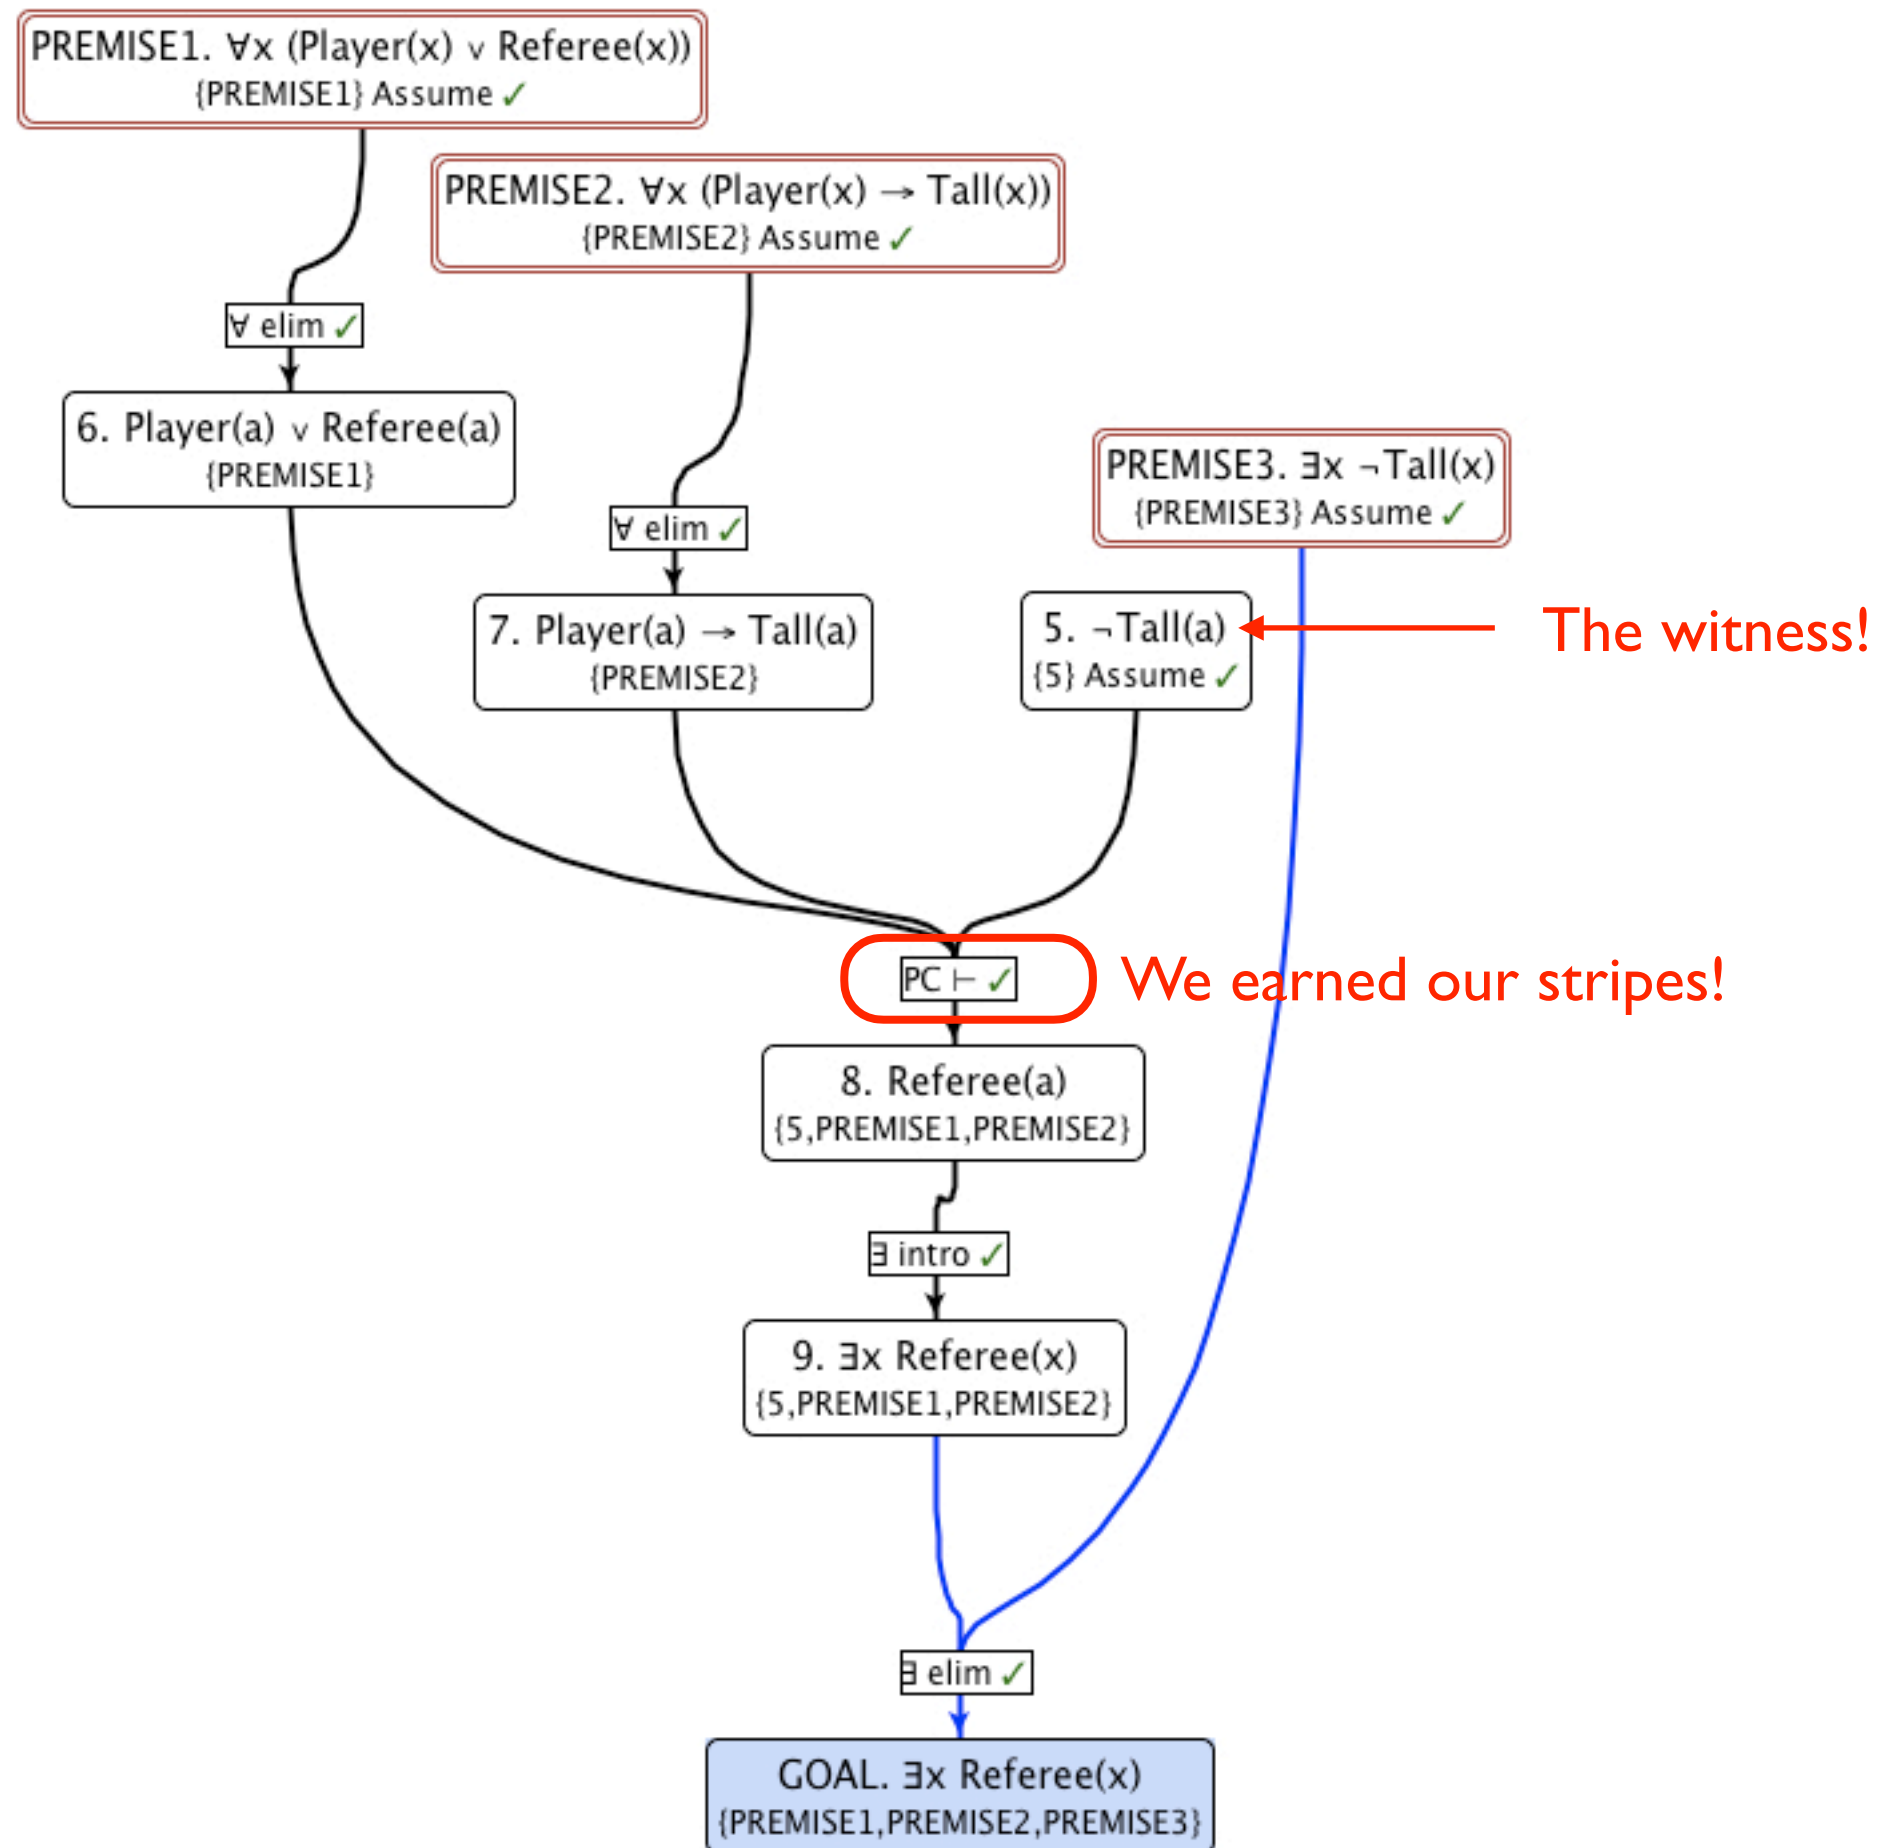 PREMISE1. ∀x (Player(x) ∨ Referee(x))
{PREMISE1} Assume ✓
PREMISE2. ∀x (Player(x) → Tall(x))
{PREMISE2} Assume ✓
∀ elim ✓
6. Player(a) ∨ Referee(a)
{PREMISE1}
PREMISE3. ∃x ¬Tall(x)
{PREMISE3} Assume ✓
∀ elim ✓
7. Player(a) → Tall(a)
{PREMISE2}
5. ¬Tall(a)
{5} Assume ✓
The witness!
PC ⊢ ✓
We earned our stripes!
8. Referee(a)
{5,PREMISE1,PREMISE2}
∃ intro ✓
9. ∃x Referee(x)
{5,PREMISE1,PREMISE2}
∃ elim ✓
GOAL. ∃x Referee(x)
{PREMISE1,PREMISE2,PREMISE3}